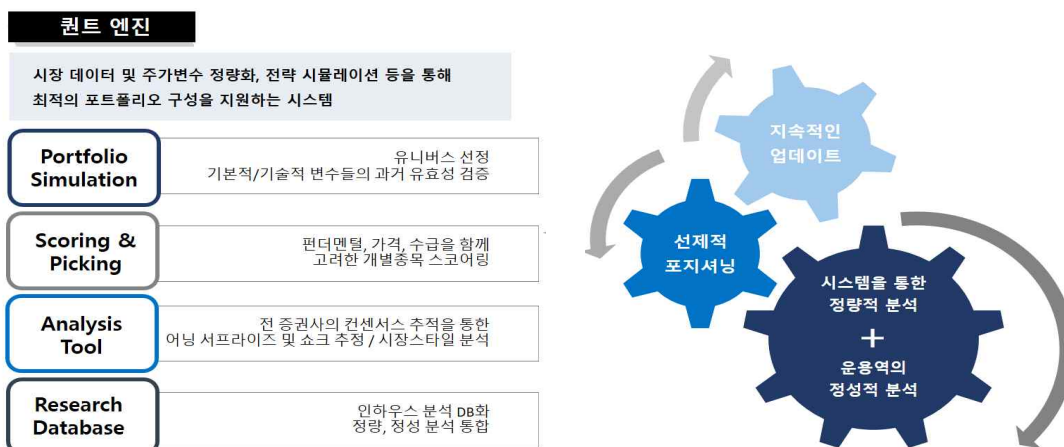 퀀트 엔진
시장 데이터 및 주가변수 정량화, 전략 시뮬레이션 등을 통해
최적의 포트폴리오 구성을 지원하는 시스템
Portfolio
Simulation
유니버스 선정
기본적/기술적 변수들의 과거 유효성 검증
Scoring &
Picking
펀더멘털, 가격, 수급을 함께
고려한 개별종목 스코어링
Analysis
Tool
전 증권사의 컨센서스 추적을 통한
어닝 서프라이즈 및 쇼크 추정 / 시장스타일 분석
Research
Database
인하우스 분석 DB화
정량, 정성 분석 통합
지속적인
업데이트
선제적
포지셔닝
시스템을 통한
정량적 분석
+
운용역의
정성적 분석